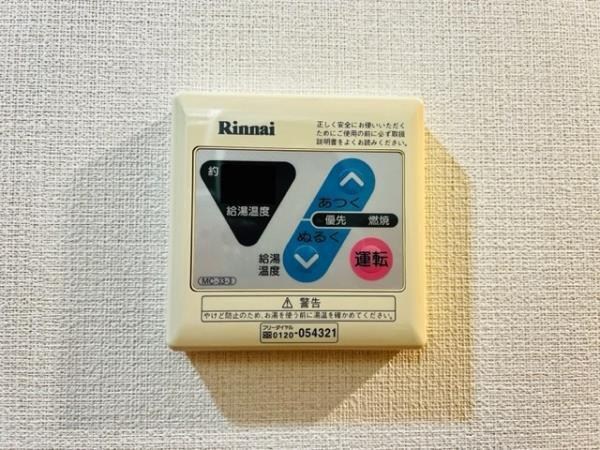 Rinnai
正しく安全にお使いいただく
ためにご使用の前に必ず取扱
説明書をよくお読みください。
約
給湯温度
あつく
優先 燃焼
ぬるく
給湯
温度
運転
MC-33-3
⚠ 警告
やけど防止のため、お湯を使う前に湯温を確かめてください。
フリーダイヤル
0120-054321